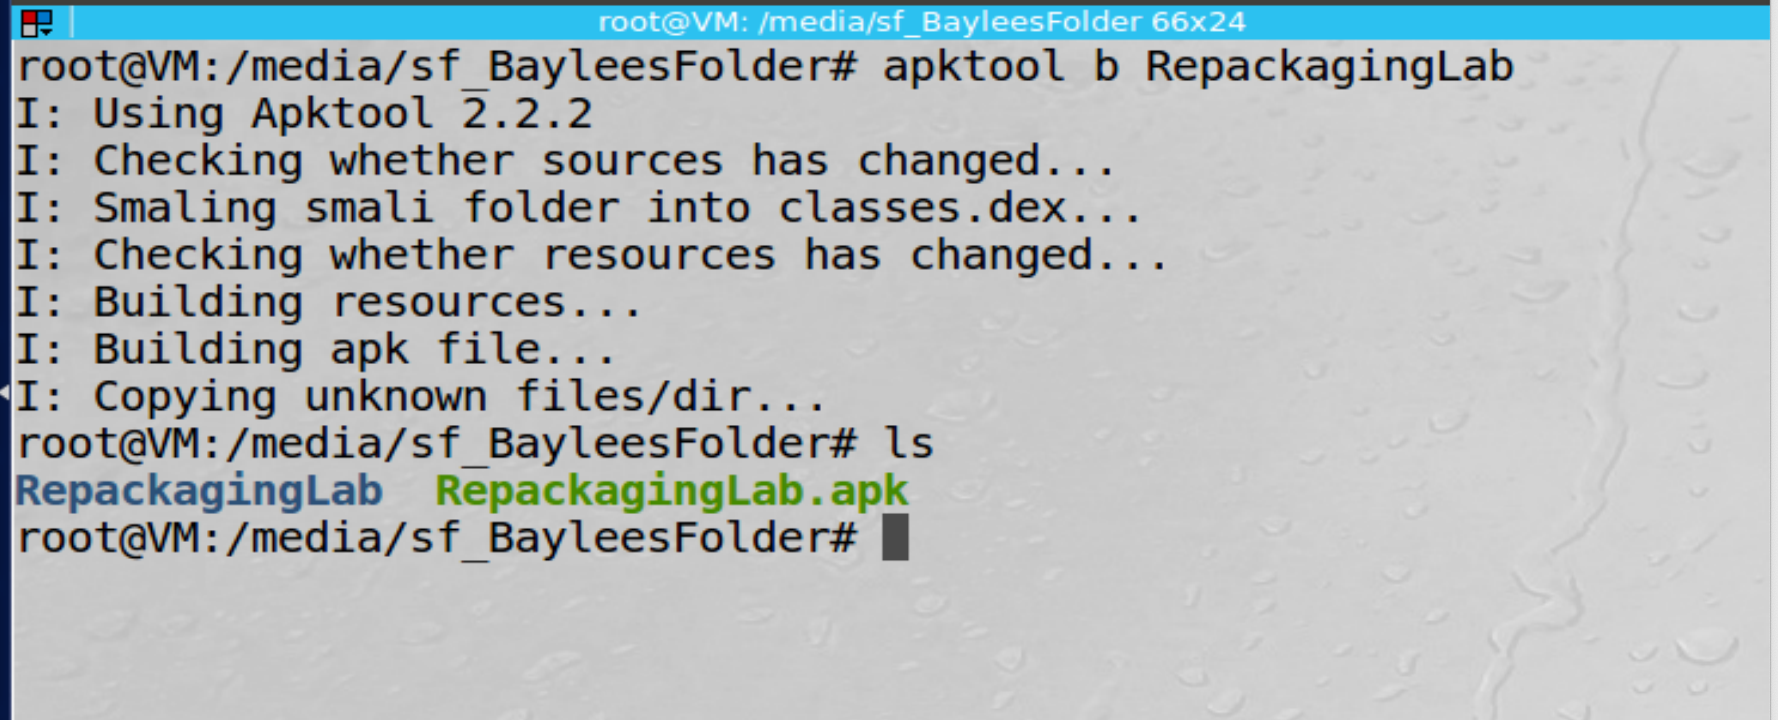 root@VM: /media/sf_BayleesFolder 66x24
root@VM:/media/sf_BayleesFolder# apktool b RepackagingLab
I: Using Apktool 2.2.2
I: Checking whether sources has changed...
I: Smaling smali folder into classes.dex...
I: Checking whether resources has changed...
I: Building resources...
I: Building apk file...
I: Copying unknown files/dir...
root@VM:/media/sf_BayleesFolder# ls
RepackagingLab  RepackagingLab.apk
root@VM:/media/sf_BayleesFolder#